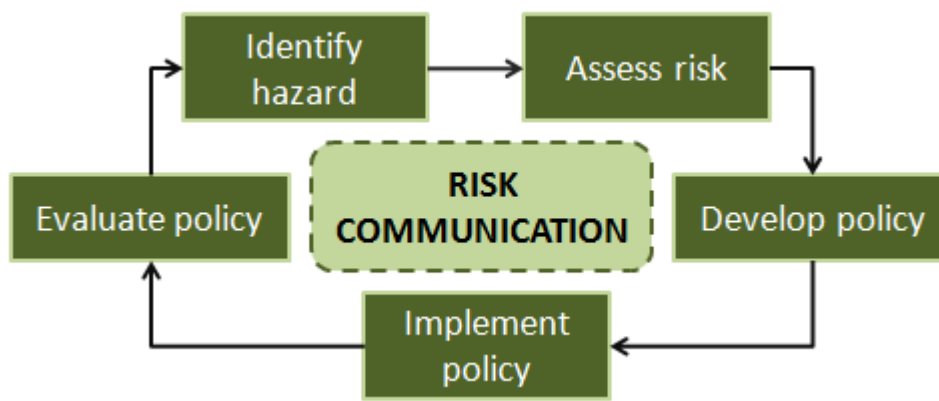 Identify
hazard
Assess risk
RISK
COMMUNICATION
Evaluate policy
Develop policy
Implement
policy